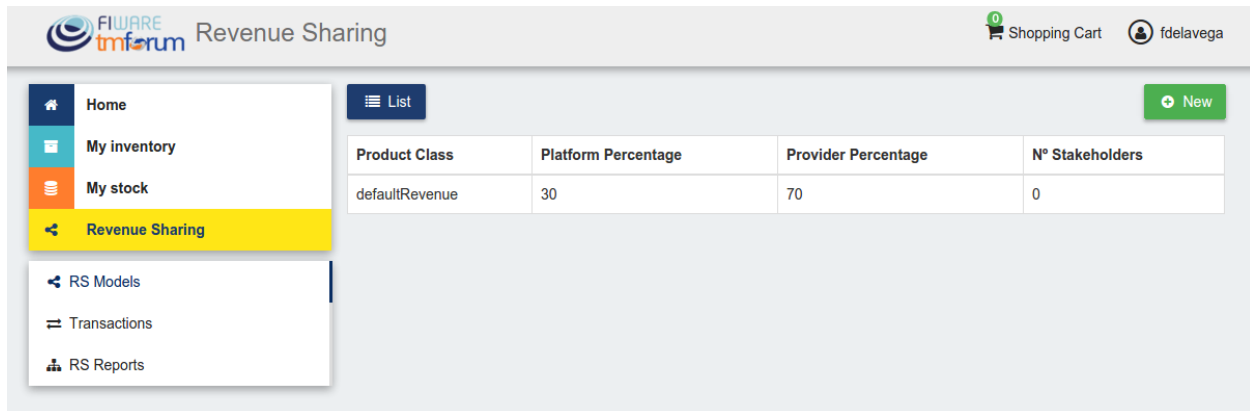 FIWARE
tmforum
Revenue Sharing
0
Shopping Cart
fdelavega
Home
My inventory
My stock
Revenue Sharing
RS Models
Transactions
RS Reports
List
New
Product Class Platform Percentage Provider Percentage Nº Stakeholders
defaultRevenue 30 70 0